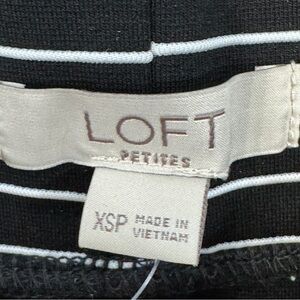 LOFT
PETITES
XSP MADE IN
VIETNAM